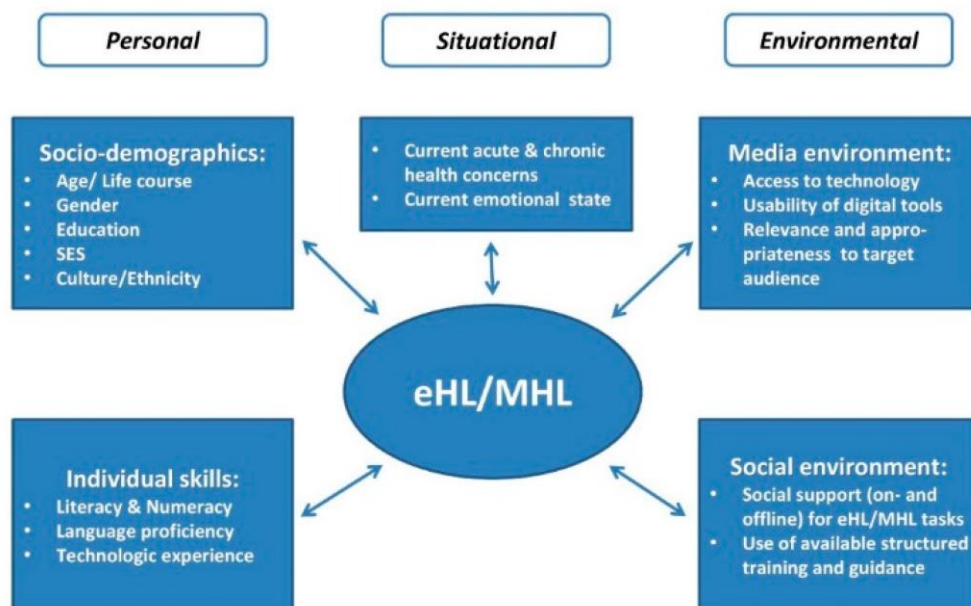 Personal
Situational
Environmental
Socio-demographics:
• Age/ Life course
• Gender
• Education
• SES
• Culture/Ethnicity
• Current acute & chronic
health concerns
• Current emotional state
Media environment:
• Access to technology
• Usability of digital tools
• Relevance and appro-
priateness to target
audience
eHL/MHL
Individual skills:
• Literacy & Numeracy
• Language proficiency
• Technologic experience
Social environment:
• Social support (on- and
offline) for eHL/MHL tasks
• Use of available structured
training and guidance